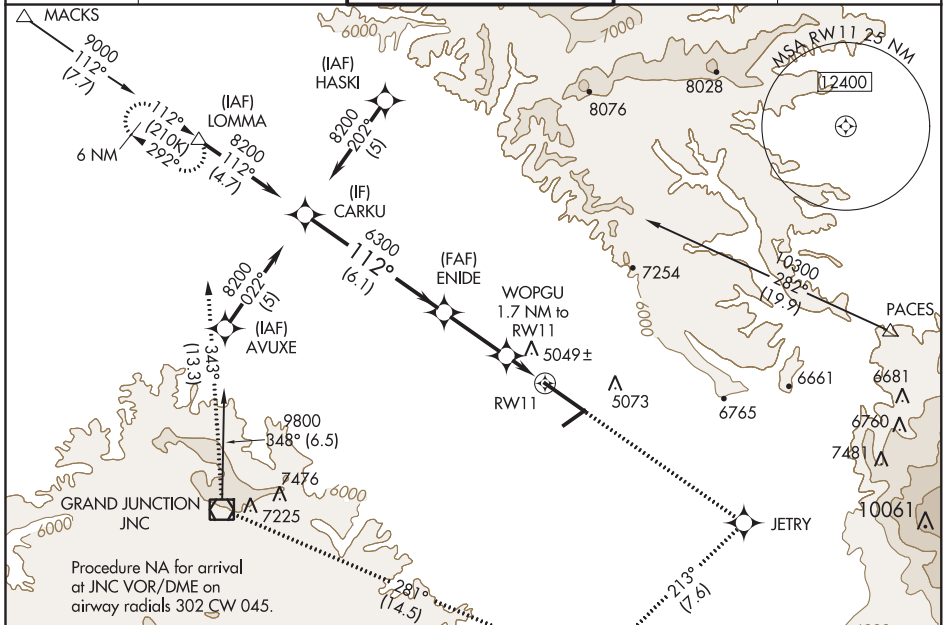 MACKS
9000
112°
(7.7)
(IAF)
HASKI
8200
202°
(5)
6000
7000
8076
8028
MSA RW11 25 NM
12400
(IAF)
LOMMA
112°
(210K)
292°
6 NM
8200
112°
(4.7)
(IF)
CARKU
6300
112°
(6.1)
(FAF)
ENIDE
WOPGU
1.7 NM to
RW11
5049±
RW11
5073
7254
6000
10300
282°
(19.9)
PACES
6661
6765
6681
6760
7481
10061
8200
022°
(5)
(IAF)
AVUXE
343°
(13.3)
9800
348° (6.5)
7476
7225
6000
6000
GRAND JUNCTION
JNC
JETRY
213°
(7.6)
281°
(14.5)
Procedure NA for arrival
at JNC VOR/DME on
airway radials 302 CW 045.